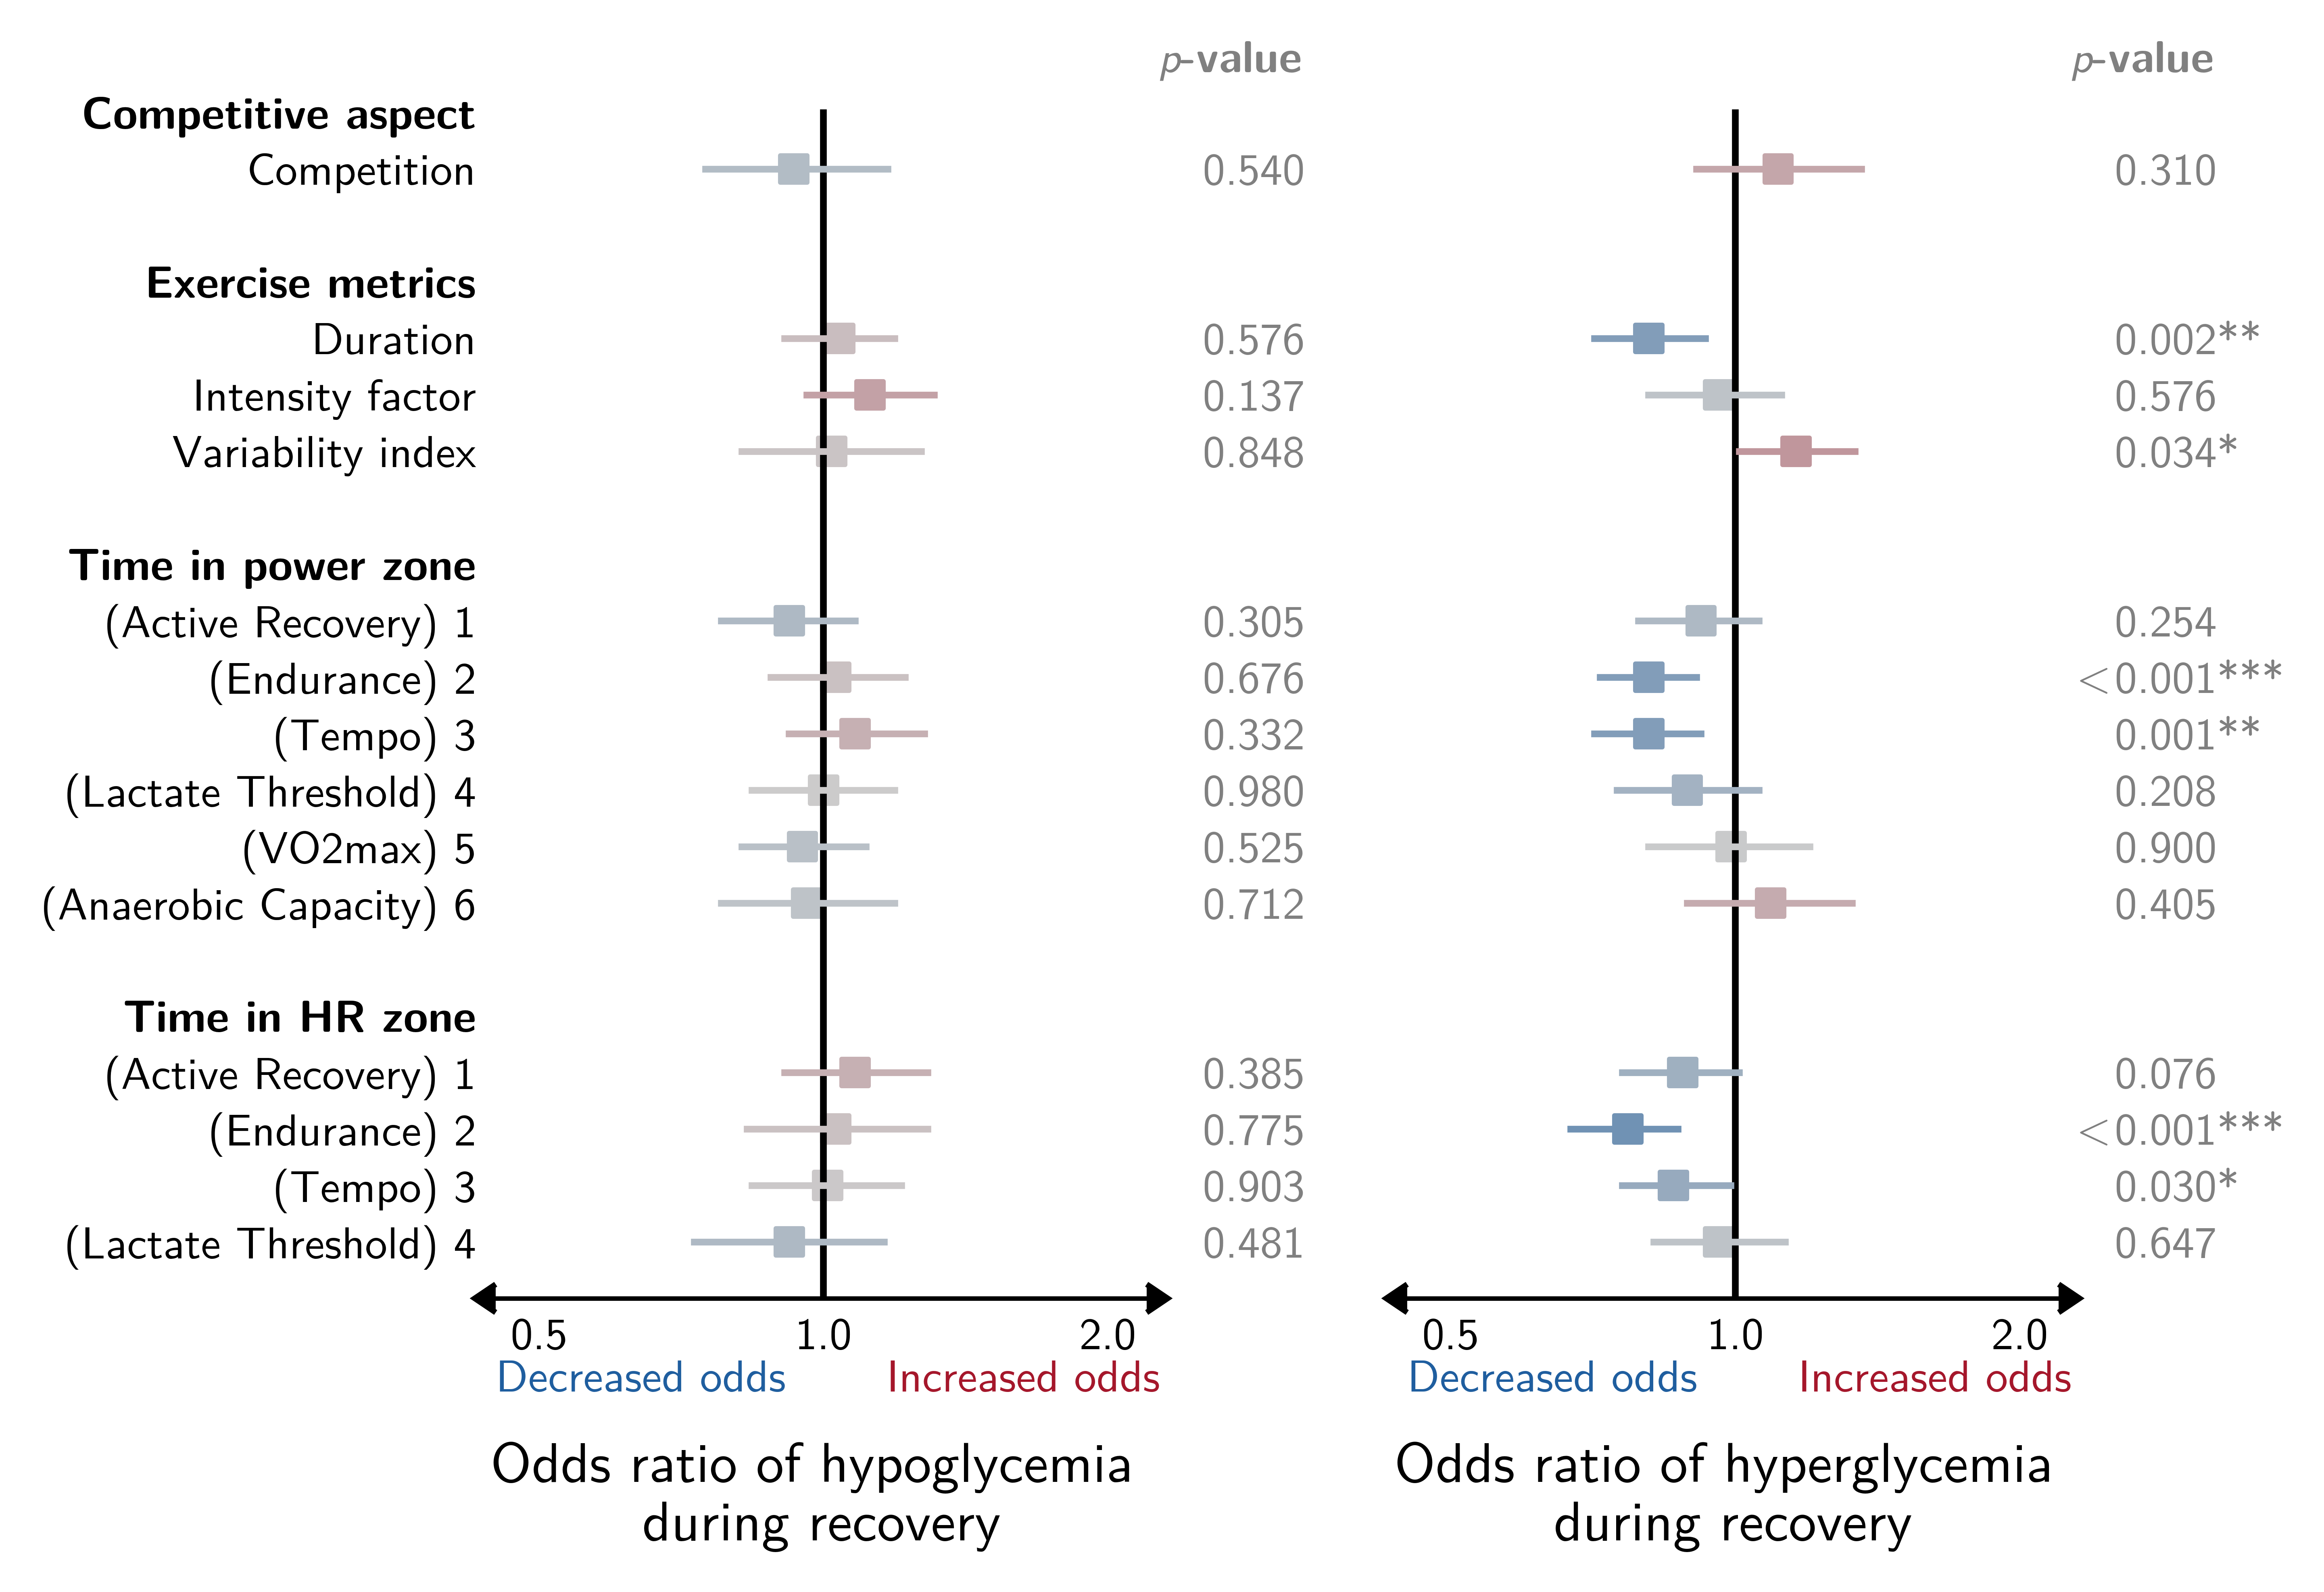 p-value p-value
Competitive aspect
Competition 0.540 0.310
Exercise metrics
Duration 0.576 0.002**
Intensity factor 0.137 0.576
Variability index 0.848 0.034*
Time in power zone
(Active Recovery) 1 0.305 0.254
(Endurance) 2 0.676 <0.001***
(Tempo) 3 0.332 0.001**
(Lactate Threshold) 4 0.980 0.208
(VO2max) 5 0.525 0.900
(Anaerobic Capacity) 6 0.712 0.405
Time in HR zone
(Active Recovery) 1 0.385 0.076
(Endurance) 2 0.775 <0.001***
(Tempo) 3 0.903 0.030*
(Lactate Threshold) 4 0.481 0.647
0.5 1.0 2.0 0.5 1.0 2.0
Decreased odds Increased odds Decreased odds Increased odds
Odds ratio of hypoglycemia
during recovery
Odds ratio of hyperglycemia
during recovery